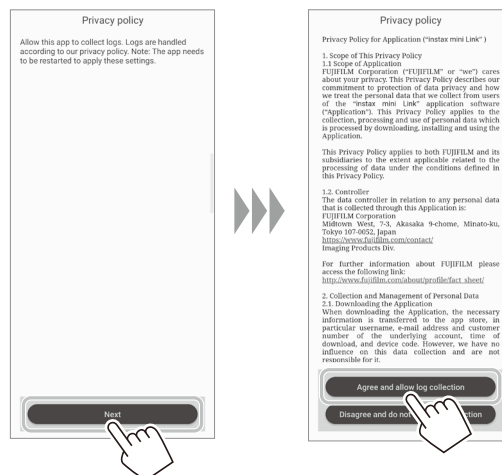 Privacy policy
Allow this app to collect logs. Logs are handled
according to our privacy policy. Note: The app needs
to be restarted to apply these settings.
Next
Privacy policy
Privacy Policy for Application ("instax mini Link" )
1. Scope of This Privacy Policy
1.1 Scope of Application
FUJIFILM Corporation ("FUJIFILM" or "we") cares
about your privacy. This Privacy Policy describes our
commitment to protection of data privacy and how
we treat the personal data that we collect from users
of the "instax mini Link" application software
("Application"). This Privacy Policy applies to the
collection, processing and use of personal data which
is processed by downloading, installing and using the
Application.
This Privacy Policy applies to both FUJIFILM and its
subsidiaries to the extent applicable related to the
processing of data under the conditions defined in
this Privacy Policy.
1.2. Controller
The data controller in relation to any personal data
that is collected through this Application is:
FUJIFILM Corporation
Midtown West, 7-3, Akasaka 9-chome, Minato-ku,
Tokyo 107-0052, Japan
https://www.fujifilm.com/contact/
Imaging Products Div.
For further information about FUJIFILM please
access the following link:
http://www.fujifilm.com/about/profile/fact_sheet/
2. Collection and Management of Personal Data
2.1. Downloading the Application
When downloading the Application, the necessary
information is transferred to the app store, in
particular username, e-mail address and customer
number of the underlying account, time of
download, and device code. However, we have no
influence on this data collection and are not
responsible for it.
Agree and allow log collection
Disagree and do not